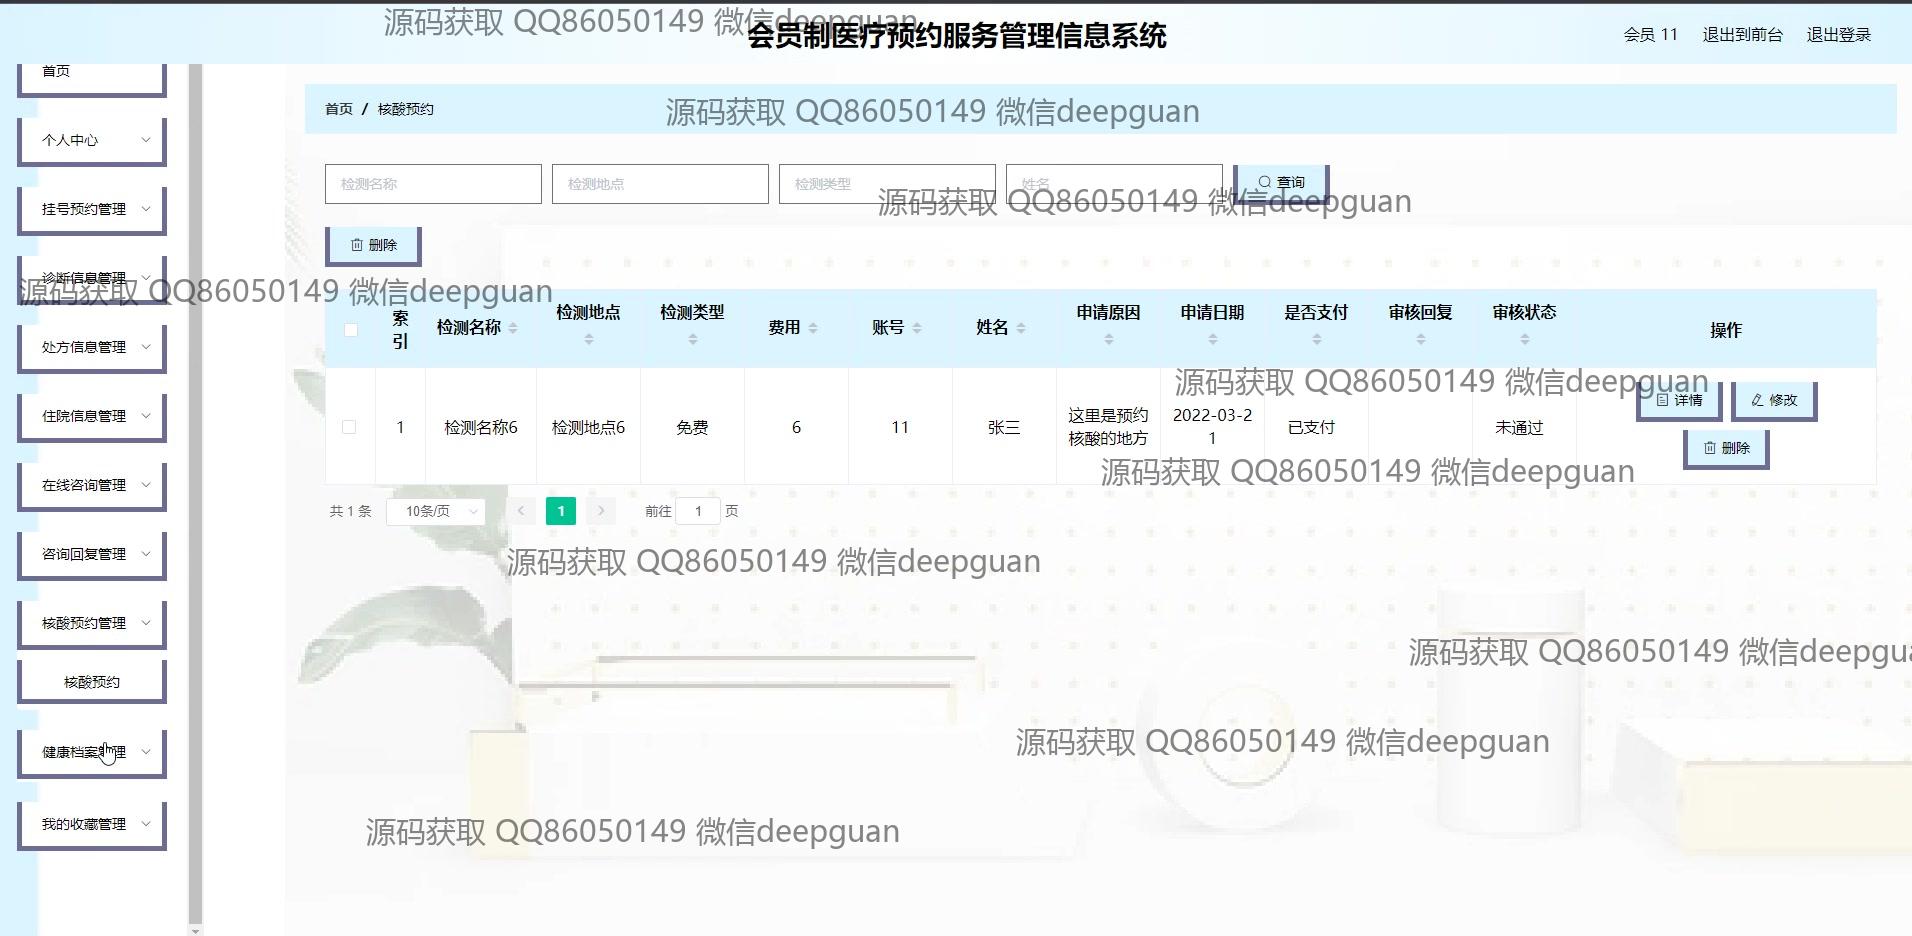 源码获取 QQ86050149 微信deepguan
会员制医疗预约服务管理信息系统
会员 11
退出到前台
退出登录
首页
个人中心
挂号预约管理
诊断信息管理
处方信息管理
住院信息管理
在线咨询管理
咨询回复管理
核酸预约管理
核酸预约
健康档案管理
我的收藏管理
首页 / 核酸预约
源码获取 QQ86050149 微信deepguan
检测名称
检测地点
检测类型
姓名
查询
源码获取 QQ86050149 微信deepguan
删除
源码获取 QQ86050149 微信deepguan
索引
检测名称
检测地点
检测类型
费用
账号
姓名
申请原因
申请日期
是否支付
审核回复
审核状态
操作
源码获取 QQ86050149 微信deepguan
1
检测名称6
检测地点6
免费
6
11
张三
这里是预约
核酸的地方
2022-03-2
1
已支付
未通过
详情
修改
删除
源码获取 QQ86050149 微信deepguan
共 1 条
10条/页
1
前往 1 页
源码获取 QQ86050149 微信deepguan
源码获取 QQ86050149 微信deepgua
源码获取 QQ86050149 微信deepguan
源码获取 QQ86050149 微信deepguan